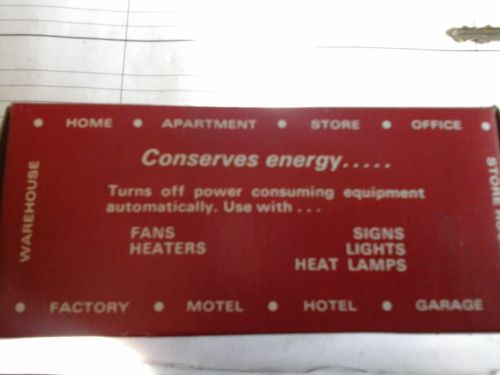 • HOME • APARTMENT • STORE • OFFICE •
WAREHOUSE
Conserves energy.....
Turns off power consuming equipment
automatically. Use with...
FANS SIGNS
HEATERS LIGHTS
HEAT LAMPS
STORE
• FACTORY • MOTEL • HOTEL • GARAGE